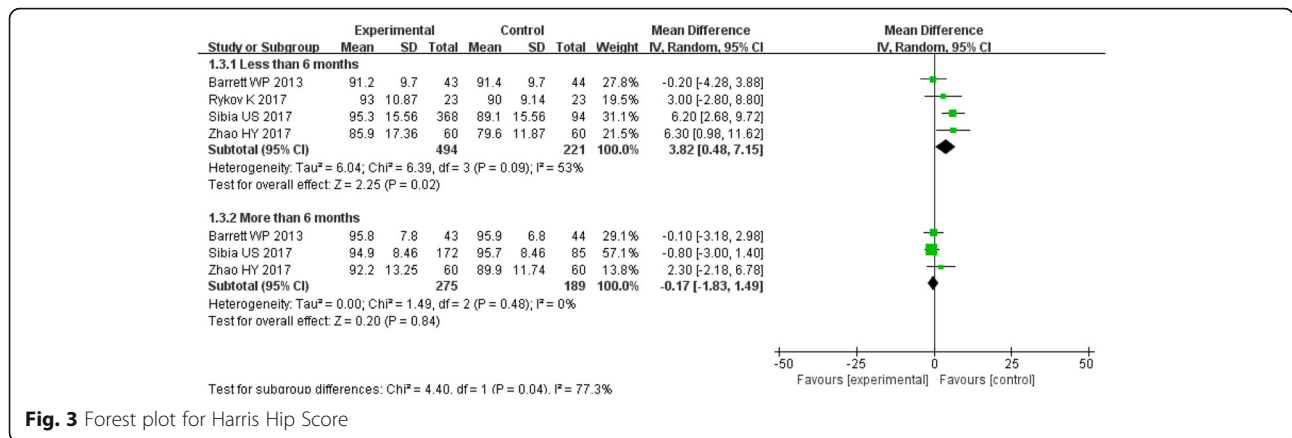 Experimental Control Mean Difference Mean Difference
Study or Subgroup Mean SD Total Mean SD Total Weight IV, Random, 95% CI IV, Random, 95% CI
1.3.1 Less than 6 months
Barrett WP 2013 91.2 9.7 43 91.4 9.7 44 27.8% -0.20 [-4.28, 3.88]
Rykov K 2017 93 10.87 23 90 9.14 23 19.5% 3.00 [-2.80, 8.80]
Sibia US 2017 95.3 15.56 368 89.1 15.56 94 31.1% 6.20 [2.68, 9.72]
Zhao HY 2017 85.9 17.36 60 79.6 11.87 60 21.5% 6.30 [0.98, 11.62]
Subtotal (95% CI) 494 221 100.0% 3.82 [0.48, 7.15]
Heterogeneity: Tau² = 6.04; Chi² = 6.39, df = 3 (P = 0.09); I² = 53%
Test for overall effect: Z = 2.25 (P = 0.02)
1.3.2 More than 6 months
Barrett WP 2013 95.8 7.8 43 95.9 6.8 44 29.1% -0.10 [-3.18, 2.98]
Sibia US 2017 94.9 8.46 172 95.7 8.46 85 57.1% -0.80 [-3.00, 1.40]
Zhao HY 2017 92.2 13.25 60 89.9 11.74 60 13.8% 2.30 [-2.18, 6.78]
Subtotal (95% CI) 275 189 100.0% -0.17 [-1.83, 1.49]
Heterogeneity: Tau² = 0.00; Chi² = 1.49, df = 2 (P = 0.48); I² = 0%
Test for overall effect: Z = 0.20 (P = 0.84)
-50 -25 0 25 50
Favours [experimental] Favours [control]
Test for subgroup differences: Chi² = 4.40, df = 1 (P = 0.04), I² = 77.3%
Fig. 3 Forest plot for Harris Hip Score